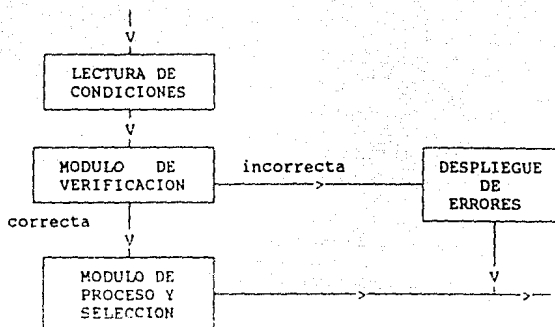 LECTURA DE
CONDICIONES
MODULO DE
VERIFICACION
incorrecta
DESPLIEGUE
DE
ERRORES
correcta
MODULO DE
PROCESO Y
SELECCION